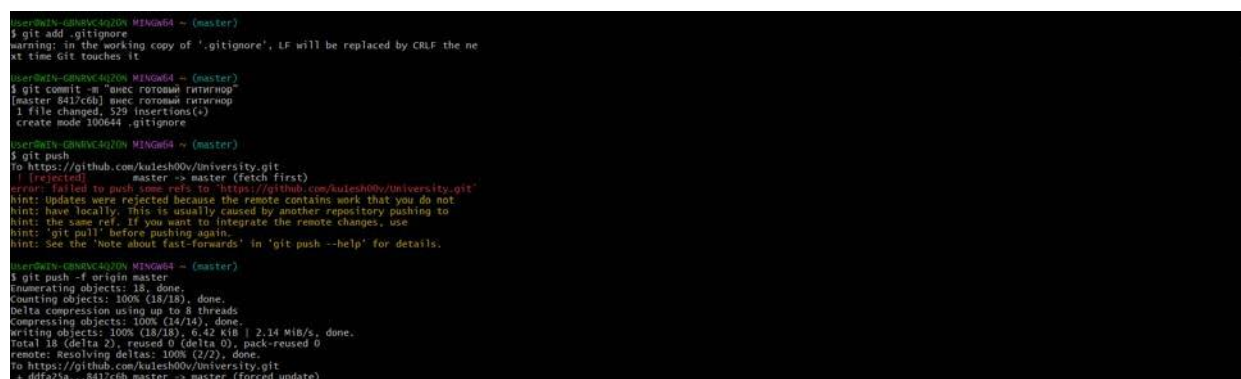 User@WIN-GBNRVC4QZ0N MINGW64 ~ (master)
$ git add .gitignore
warning: in the working copy of '.gitignore', LF will be replaced by CRLF the ne
xt time Git touches it
User@WIN-GBNRVC4QZ0N MINGW64 ~ (master)
$ git commit -m "внес готовый гитигнор"
[master 8417c6b] внес готовый гитигнор
1 file changed, 529 insertions(+)
create mode 100644 .gitignore
User@WIN-GBNRVC4QZ0N MINGW64 ~ (master)
$ git push
To https://github.com/ku1esh00v/University.git
! [rejected] master -> master (fetch first)
error: failed to push some refs to 'https://github.com/ku1esh00v/University.git'
hint: Updates were rejected because the remote contains work that you do not
hint: have locally. This is usually caused by another repository pushing to
hint: the same ref. If you want to integrate the remote changes, use
hint: 'git pull' before pushing again.
hint: See the 'Note about fast-forwards' in 'git push --help' for details.
User@WIN-GBNRVC4QZ0N MINGW64 ~ (master)
$ git push -f origin master
Enumerating objects: 18, done.
Counting objects: 100% (18/18), done.
Delta compression using up to 8 threads
Compressing objects: 100% (14/14), done.
Writing objects: 100% (18/18), 6.42 KiB | 2.14 MiB/s, done.
Total 18 (delta 2), reused 0 (delta 0), pack-reused 0
remote: Resolving deltas: 100% (2/2), done.
To https://github.com/ku1esh00v/University.git
+ ddfa25a...8417c6b master -> master (forced update)